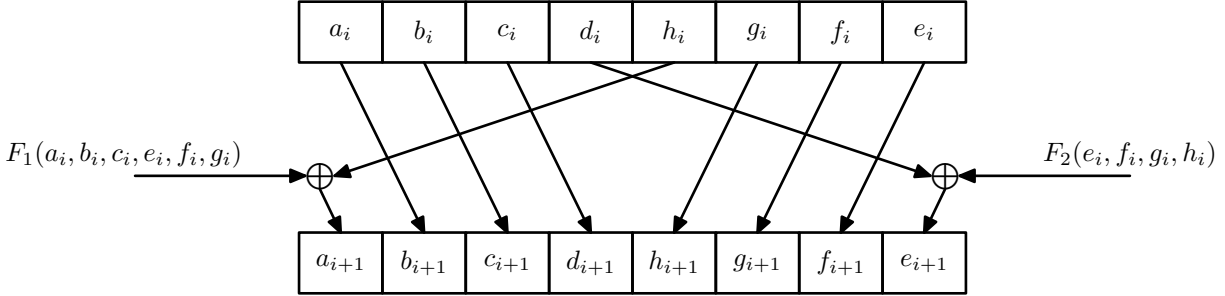 a_i b_i c_i d_i h_i g_i f_i e_i
F_1(a_i, b_i, c_i, e_i, f_i, g_i) F_2(e_i, f_i, g_i, h_i)
a_{i+1} b_{i+1} c_{i+1} d_{i+1} h_{i+1} g_{i+1} f_{i+1} e_{i+1}